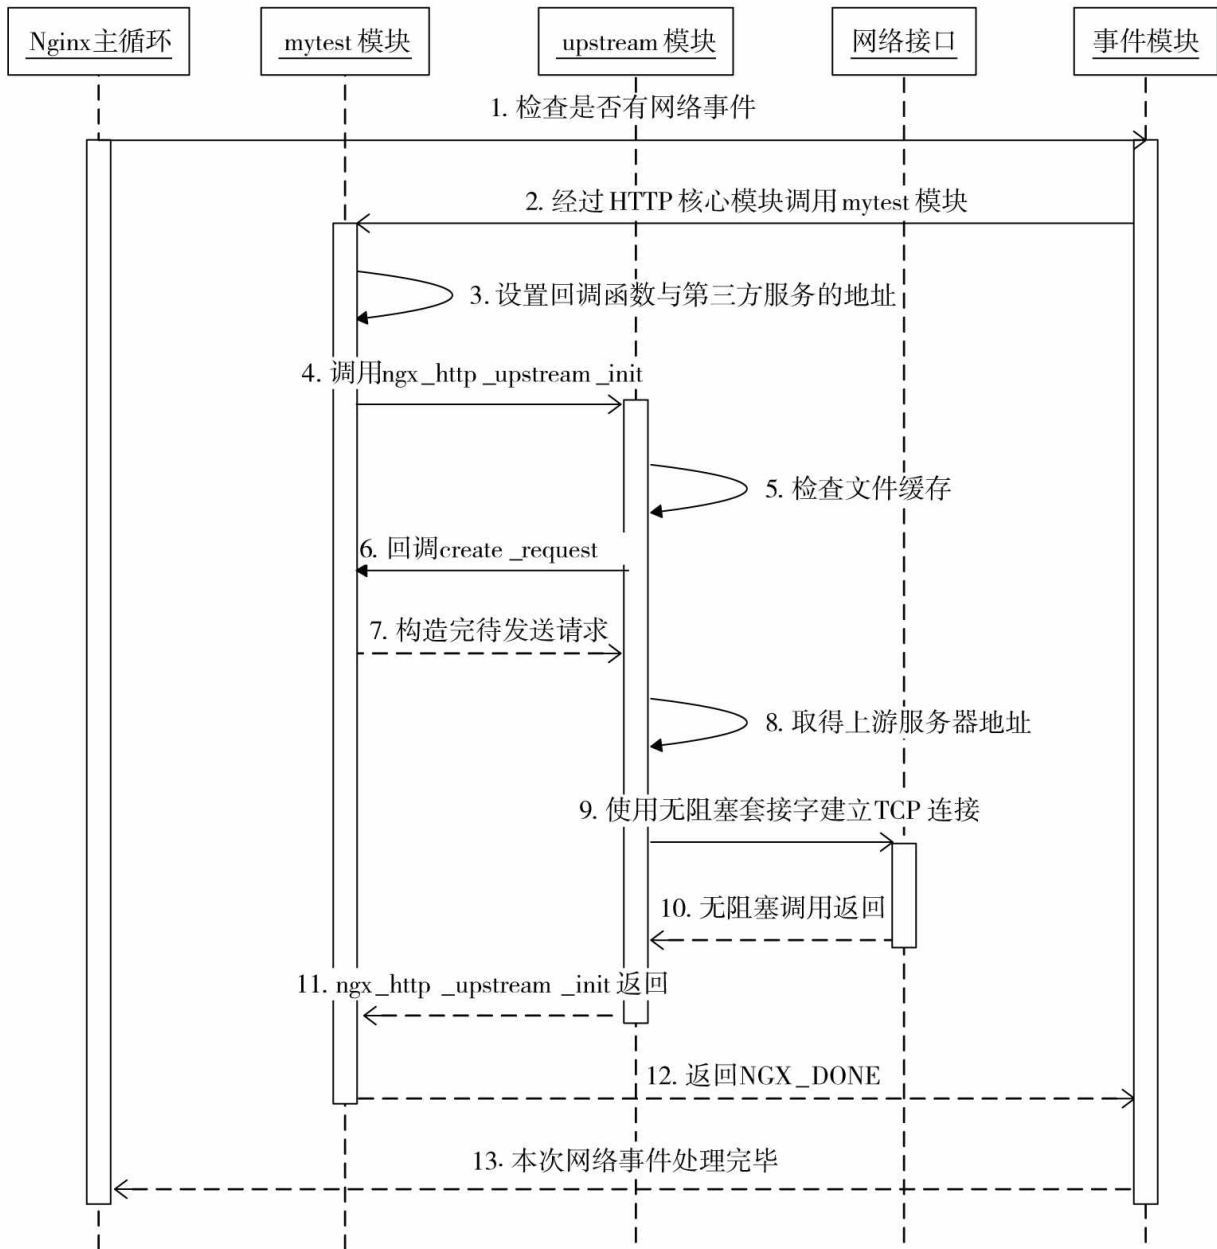 Nginx主循环
mytest 模块
upstream 模块
网络接口
事件模块
1. 检查是否有网络事件
2. 经过 HTTP 核心模块调用 mytest 模块
3. 设置回调函数与第三方服务的地址
4. 调用ngx_http_upstream_init
5. 检查文件缓存
6. 回调create_request
7. 构造完待发送请求
8. 取得上游服务器地址
9. 使用无阻塞套接字建立TCP 连接
10. 无阻塞调用返回
11. ngx_http_upstream_init 返回
12. 返回NGX_DONE
13. 本次网络事件处理完毕